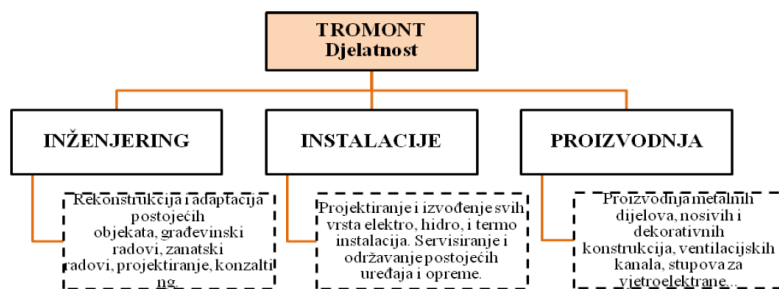 TROMONT
Djelatnost
INŽENJERING
INSTALACIJE
PROIZVODNJA
Rekonstrukcija i adaptacija
postojećih
objekata, građevinski
radovi, zanatski
radovi, projektiranje, konzalti
ng
Projektiranje i izvođenje svih
vrsta elektro, hidro, i termo
instalacija. Servisiranje i
održavanje postojećih
uređaja i opreme.
Proizvodnja metalnih
dijelova, nosivih i
dekorativnih
konstrukcija, ventilacijskih
kanala, stupova za
vjetroelektrane...